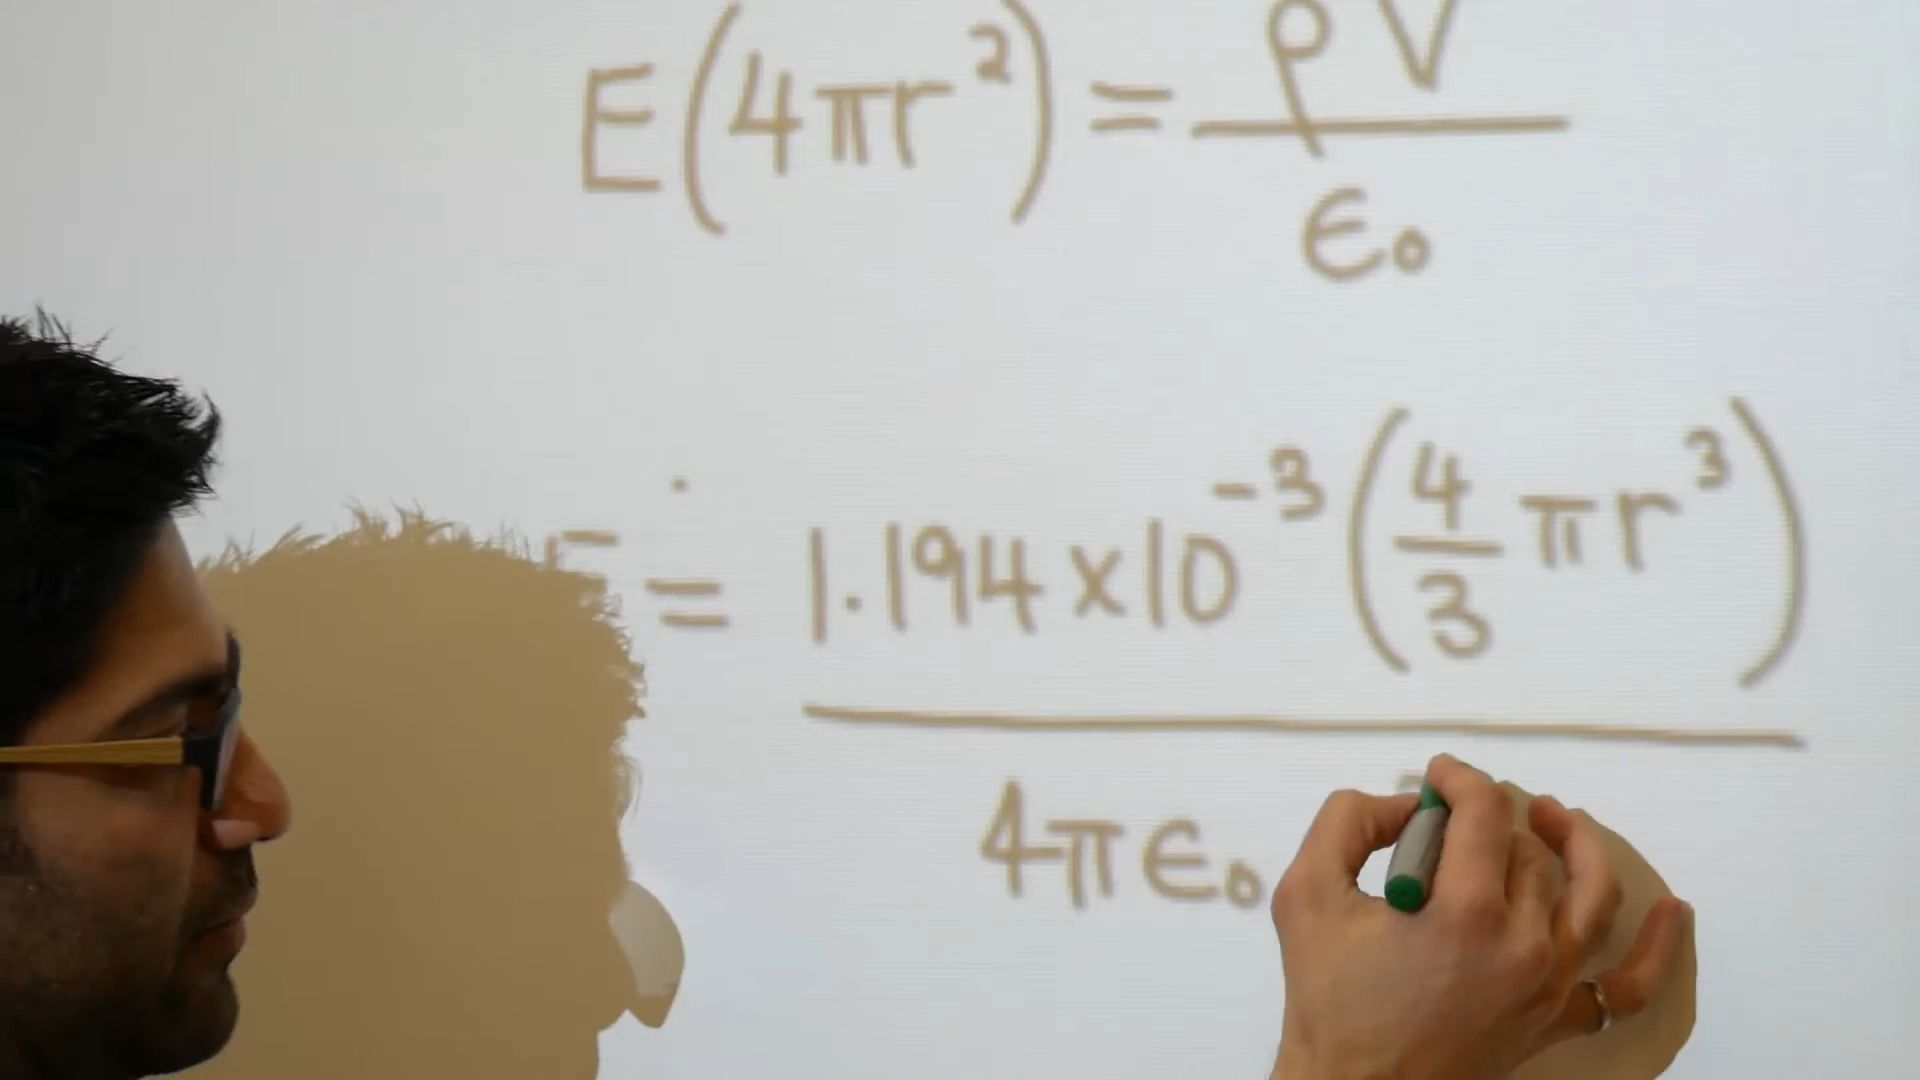 E(4πr²) = ρV / ε₀
E = 1.194 x 10⁻³ (4/3 πr³) / 4πε₀